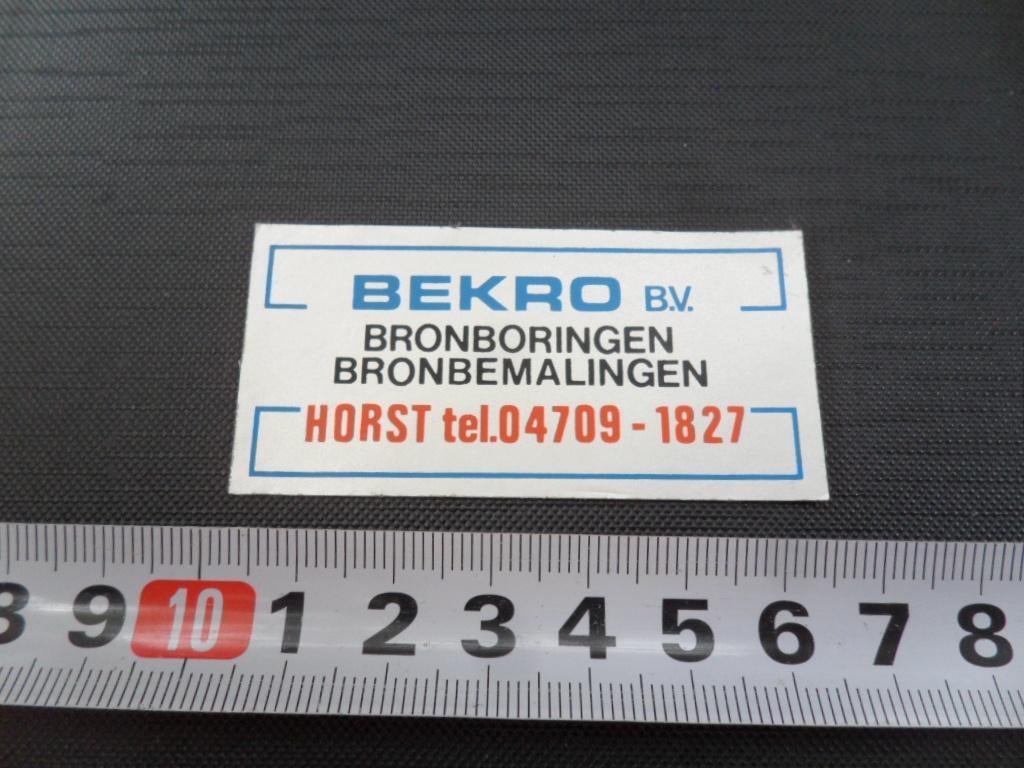 BEKRO B.V.
BRONBORINGEN
BRONBEMALINGEN
HORST tel.04709 - 1827
8 9 10 1 2 3 4 5 6 7 8